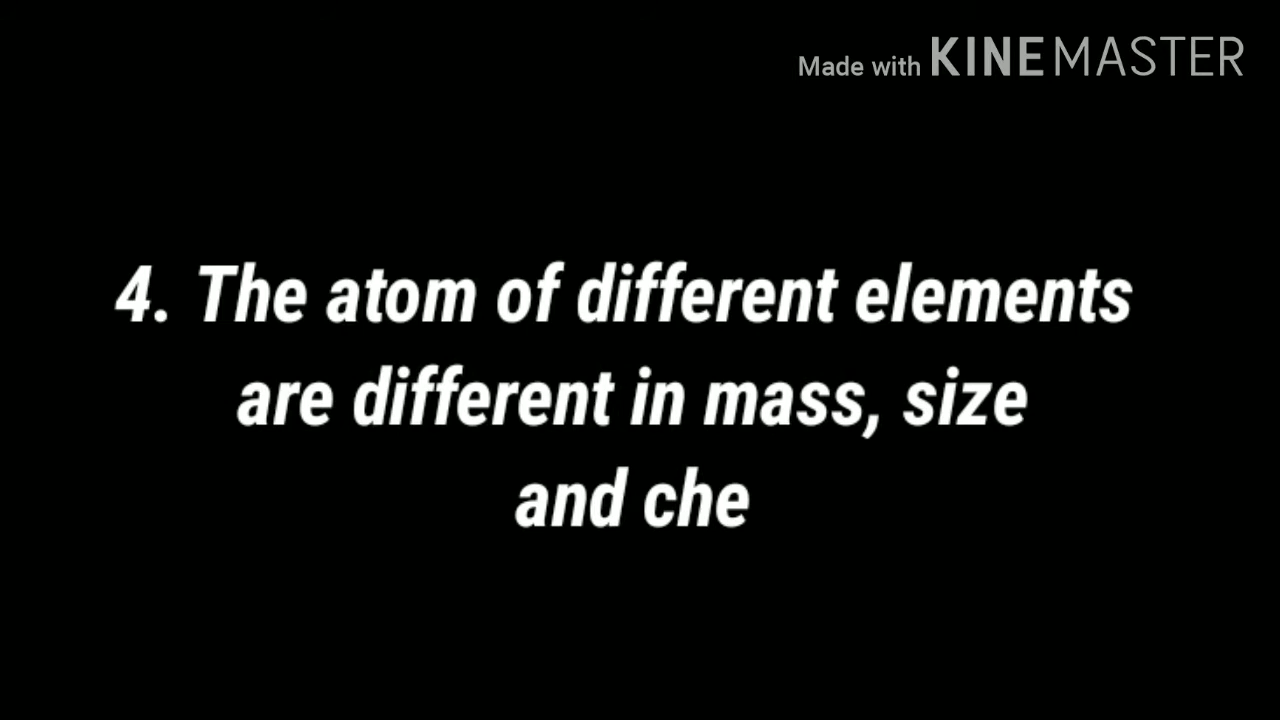 Made with KINEMASTER
4. The atom of different elements
are different in mass, size
and che